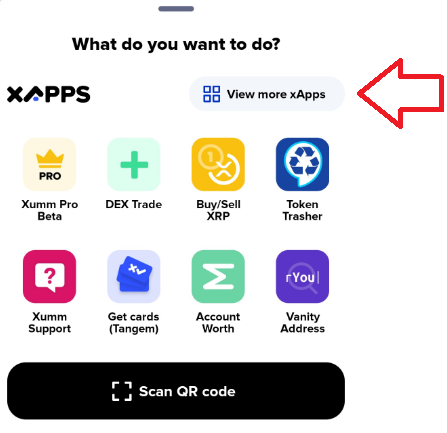 What do you want to do?
XAPPS
View more xApps
PRO
1
Xumm Pro
Beta
DEX Trade
Buy/Sell
XRP
Token
Trasher
?
rYou
Xumm
Support
Get cards
(Tangem)
Account
Worth
Vanity
Address
Scan QR code